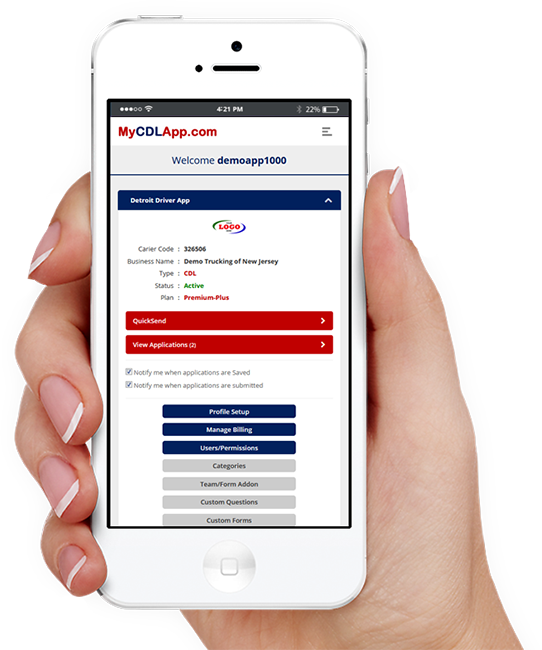 4:21 PM
22%
MyCDLApp.com
Welcome demoapp1000
Detroit Driver App
LOGO
Carier Code : 326506
Business Name : Demo Trucking of New Jersey
Type : CDL
Status : Active
Plan : Premium-Plus
QuickSend
View Applications (2)
Notify me when applications are Saved
Notify me when applications are submitted
Profile Setup
Manage Billing
Users/Permissions
Categories
Team/Form Addon
Custom Questions
Custom Forms